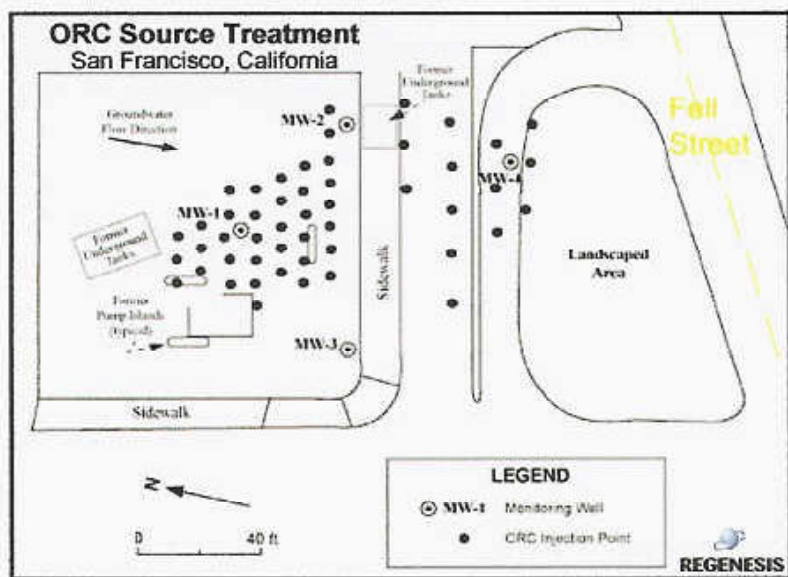 ORC Source Treatment
San Francisco, California
Groundwater
Flow Direction
MW-2
Former
Underground
Tanks
Fell
Street
MW-4
MW-1
Former
Underground
Tanks
Sidewalk
Landscaped
Area
Former
Pump Islands
(typical)
MW-3
Sidewalk
N
0
40 ft
LEGEND
MW-1 Monitoring Well
ORC Injection Point
REGENESIS